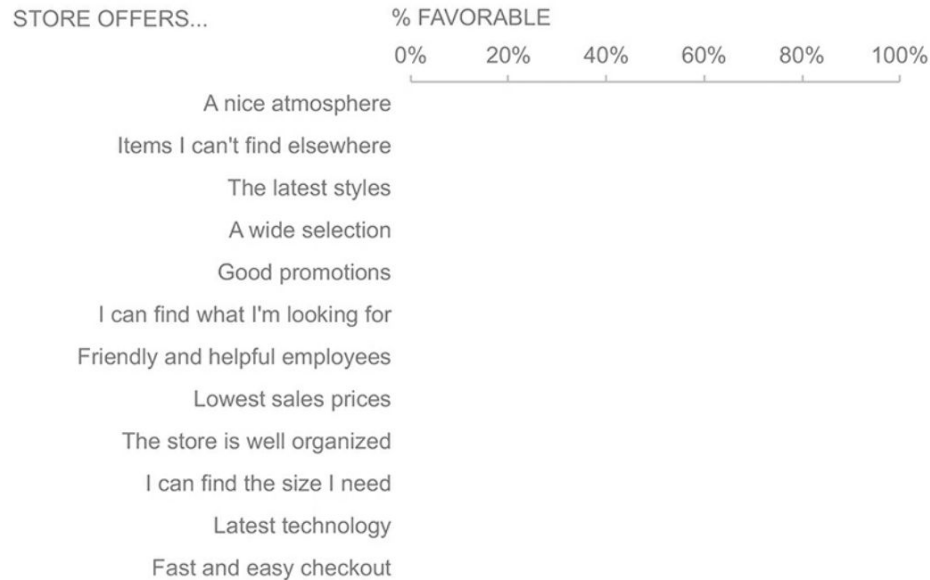 STORE OFFERS...
% FAVORABLE
0% 20% 40% 60% 80% 100%
A nice atmosphere
Items I can't find elsewhere
The latest styles
A wide selection
Good promotions
I can find what I'm looking for
Friendly and helpful employees
Lowest sales prices
The store is well organized
I can find the size I need
Latest technology
Fast and easy checkout